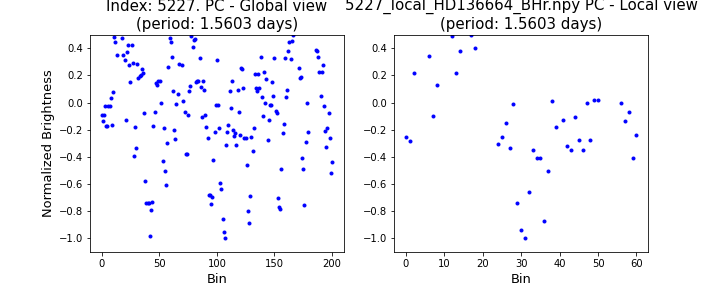 Index: 5227. PC - Global view
(period: 1.5603 days)
5227_local_HD136664_BHr.npy PC - Local view
(period: 1.5603 days)
Normalized Brightness
0.4
0.2
0.0
−0.2
−0.4
−0.6
−0.8
−1.0
0 50 100 150 200
Bin
0.4
0.2
0.0
−0.2
−0.4
−0.6
−0.8
−1.0
0 10 20 30 40 50 60
Bin